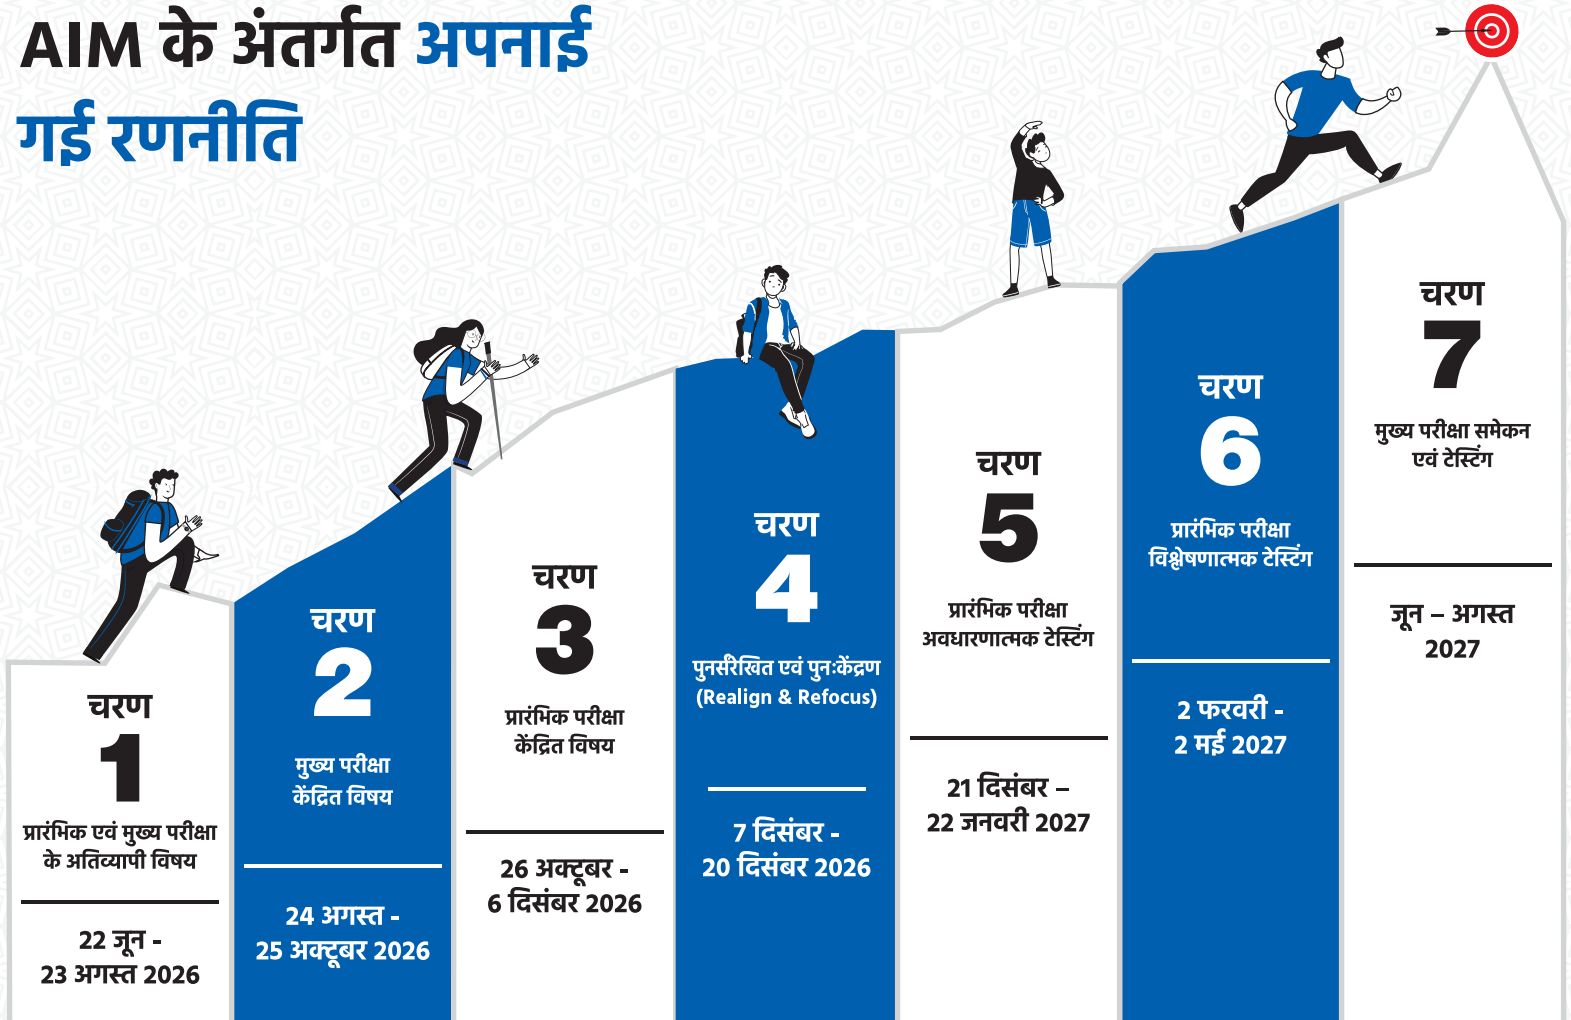 AIM के अंतर्गत अपनाई
गई रणनीति
चरण
1
प्रारंभिक एवं मुख्य परीक्षा
के अतिव्यापी विषय
22 जून -
23 अगस्त 2026
चरण
2
मुख्य परीक्षा
केंद्रित विषय
24 अगस्त -
25 अक्टूबर 2026
चरण
3
प्रारंभिक परीक्षा
केंद्रित विषय
26 अक्टूबर -
6 दिसंबर 2026
चरण
4
पुनर्संरेखित एवं पुनःकेंद्रण
(Realign & Refocus)
7 दिसंबर -
20 दिसंबर 2026
चरण
5
प्रारंभिक परीक्षा
अवधारणात्मक टेस्टिंग
21 दिसंबर –
22 जनवरी 2027
चरण
6
प्रारंभिक परीक्षा
विश्लेषणात्मक टेस्टिंग
2 फरवरी -
2 मई 2027
चरण
7
मुख्य परीक्षा समेकन
एवं टेस्टिंग
जून – अगस्त
2027